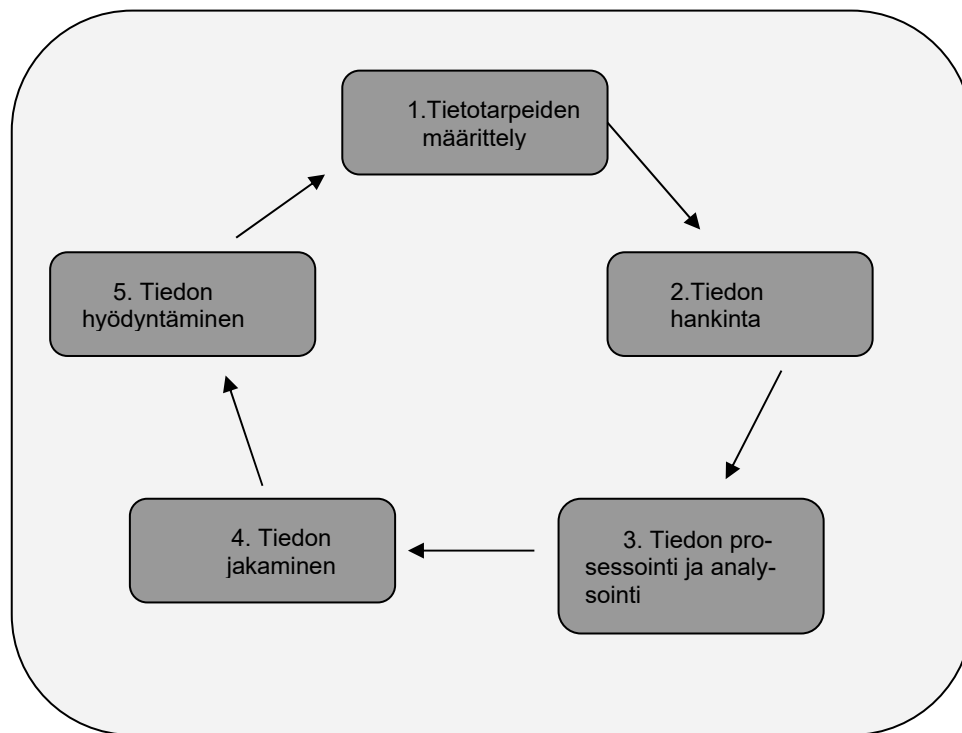 1.Tietotarpeiden
määrittely
2.Tiedon
hankinta
3. Tiedon pro-
sessointi ja analy-
sointi
4. Tiedon
jakaminen
5. Tiedon
hyödyntäminen